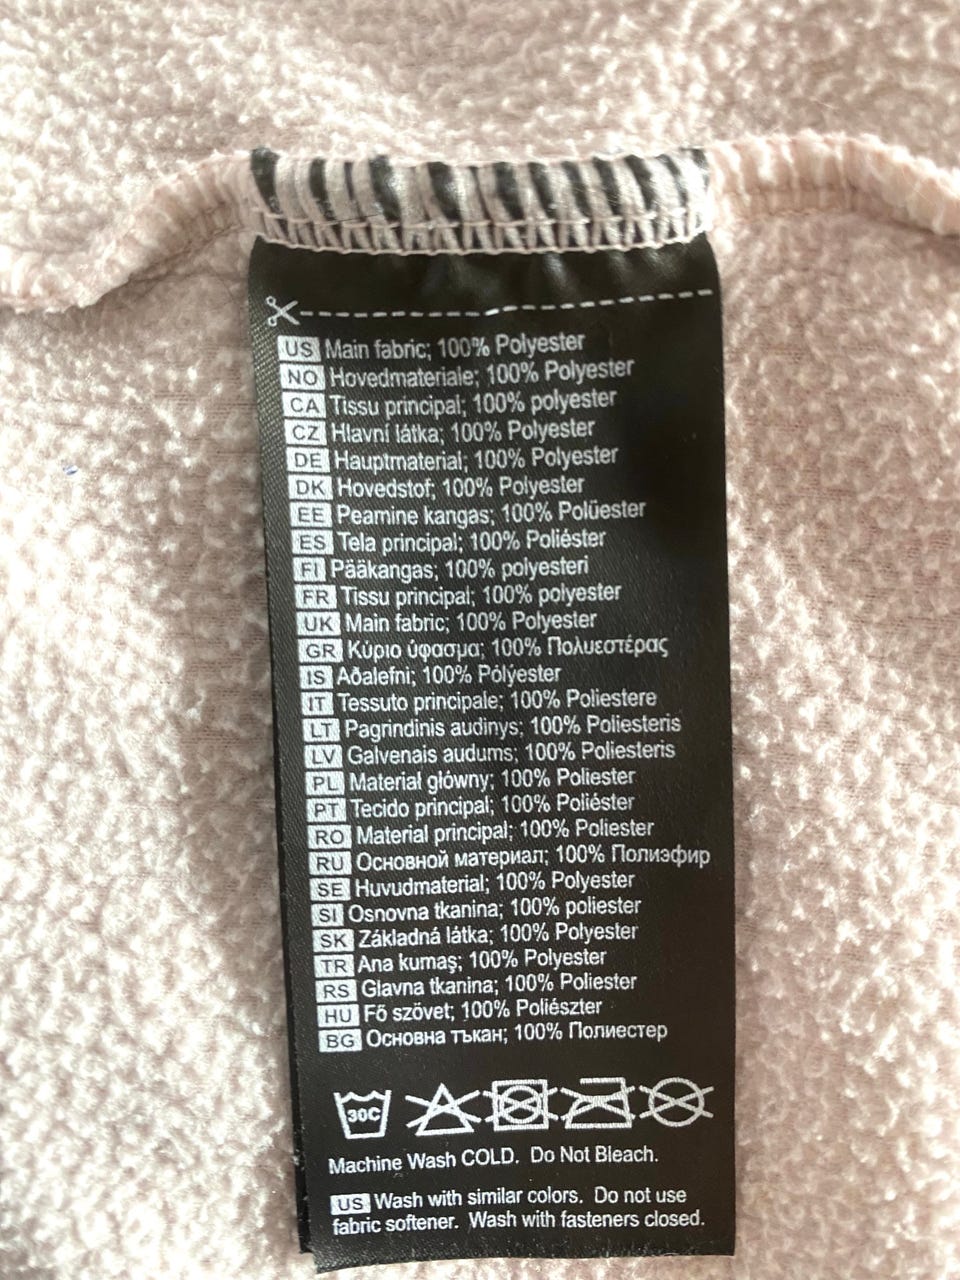 US Main fabric; 100% Polyester
NO Hovedmateriale; 100% Polyester
CA Tissu principal; 100% polyester
CZ Hlavní látka; 100% Polyester
DE Hauptmaterial; 100% Polyester
DK Hovedstof; 100% Polyester
EE Peamine kangas; 100% Polüester
ES Tela principal; 100% Poliéster
FI Pääkangas; 100% polyesteri
FR Tissu principal; 100% polyester
UK Main fabric; 100% Polyester
GR Κύριο ύφασμα; 100% Πολυεστέρας
IS Aðalefni; 100% Pólýester
IT Tessuto principale; 100% Poliestere
LT Pagrindinis audinys; 100% Poliesteris
LV Galvenais audums; 100% Poliesteris
PL Materiał główny; 100% Poliester
PT Tecido principal; 100% Poliéster
RO Material principal; 100% Poliester
RU Основной материал; 100% Полиэфир
SE Huvudmaterial; 100% Polyester
SI Osnovna tkanina; 100% poliester
SK Základná látka; 100% Polyester
TR Ana kumaş; 100% Polyester
RS Glavna tkanina; 100% Poliester
HU Fő szövet; 100% Poliészter
BG Основна тъкан; 100% Полиестер
30C
Machine Wash COLD. Do Not Bleach.
US Wash with similar colors. Do not use
fabric softener. Wash with fasteners closed.